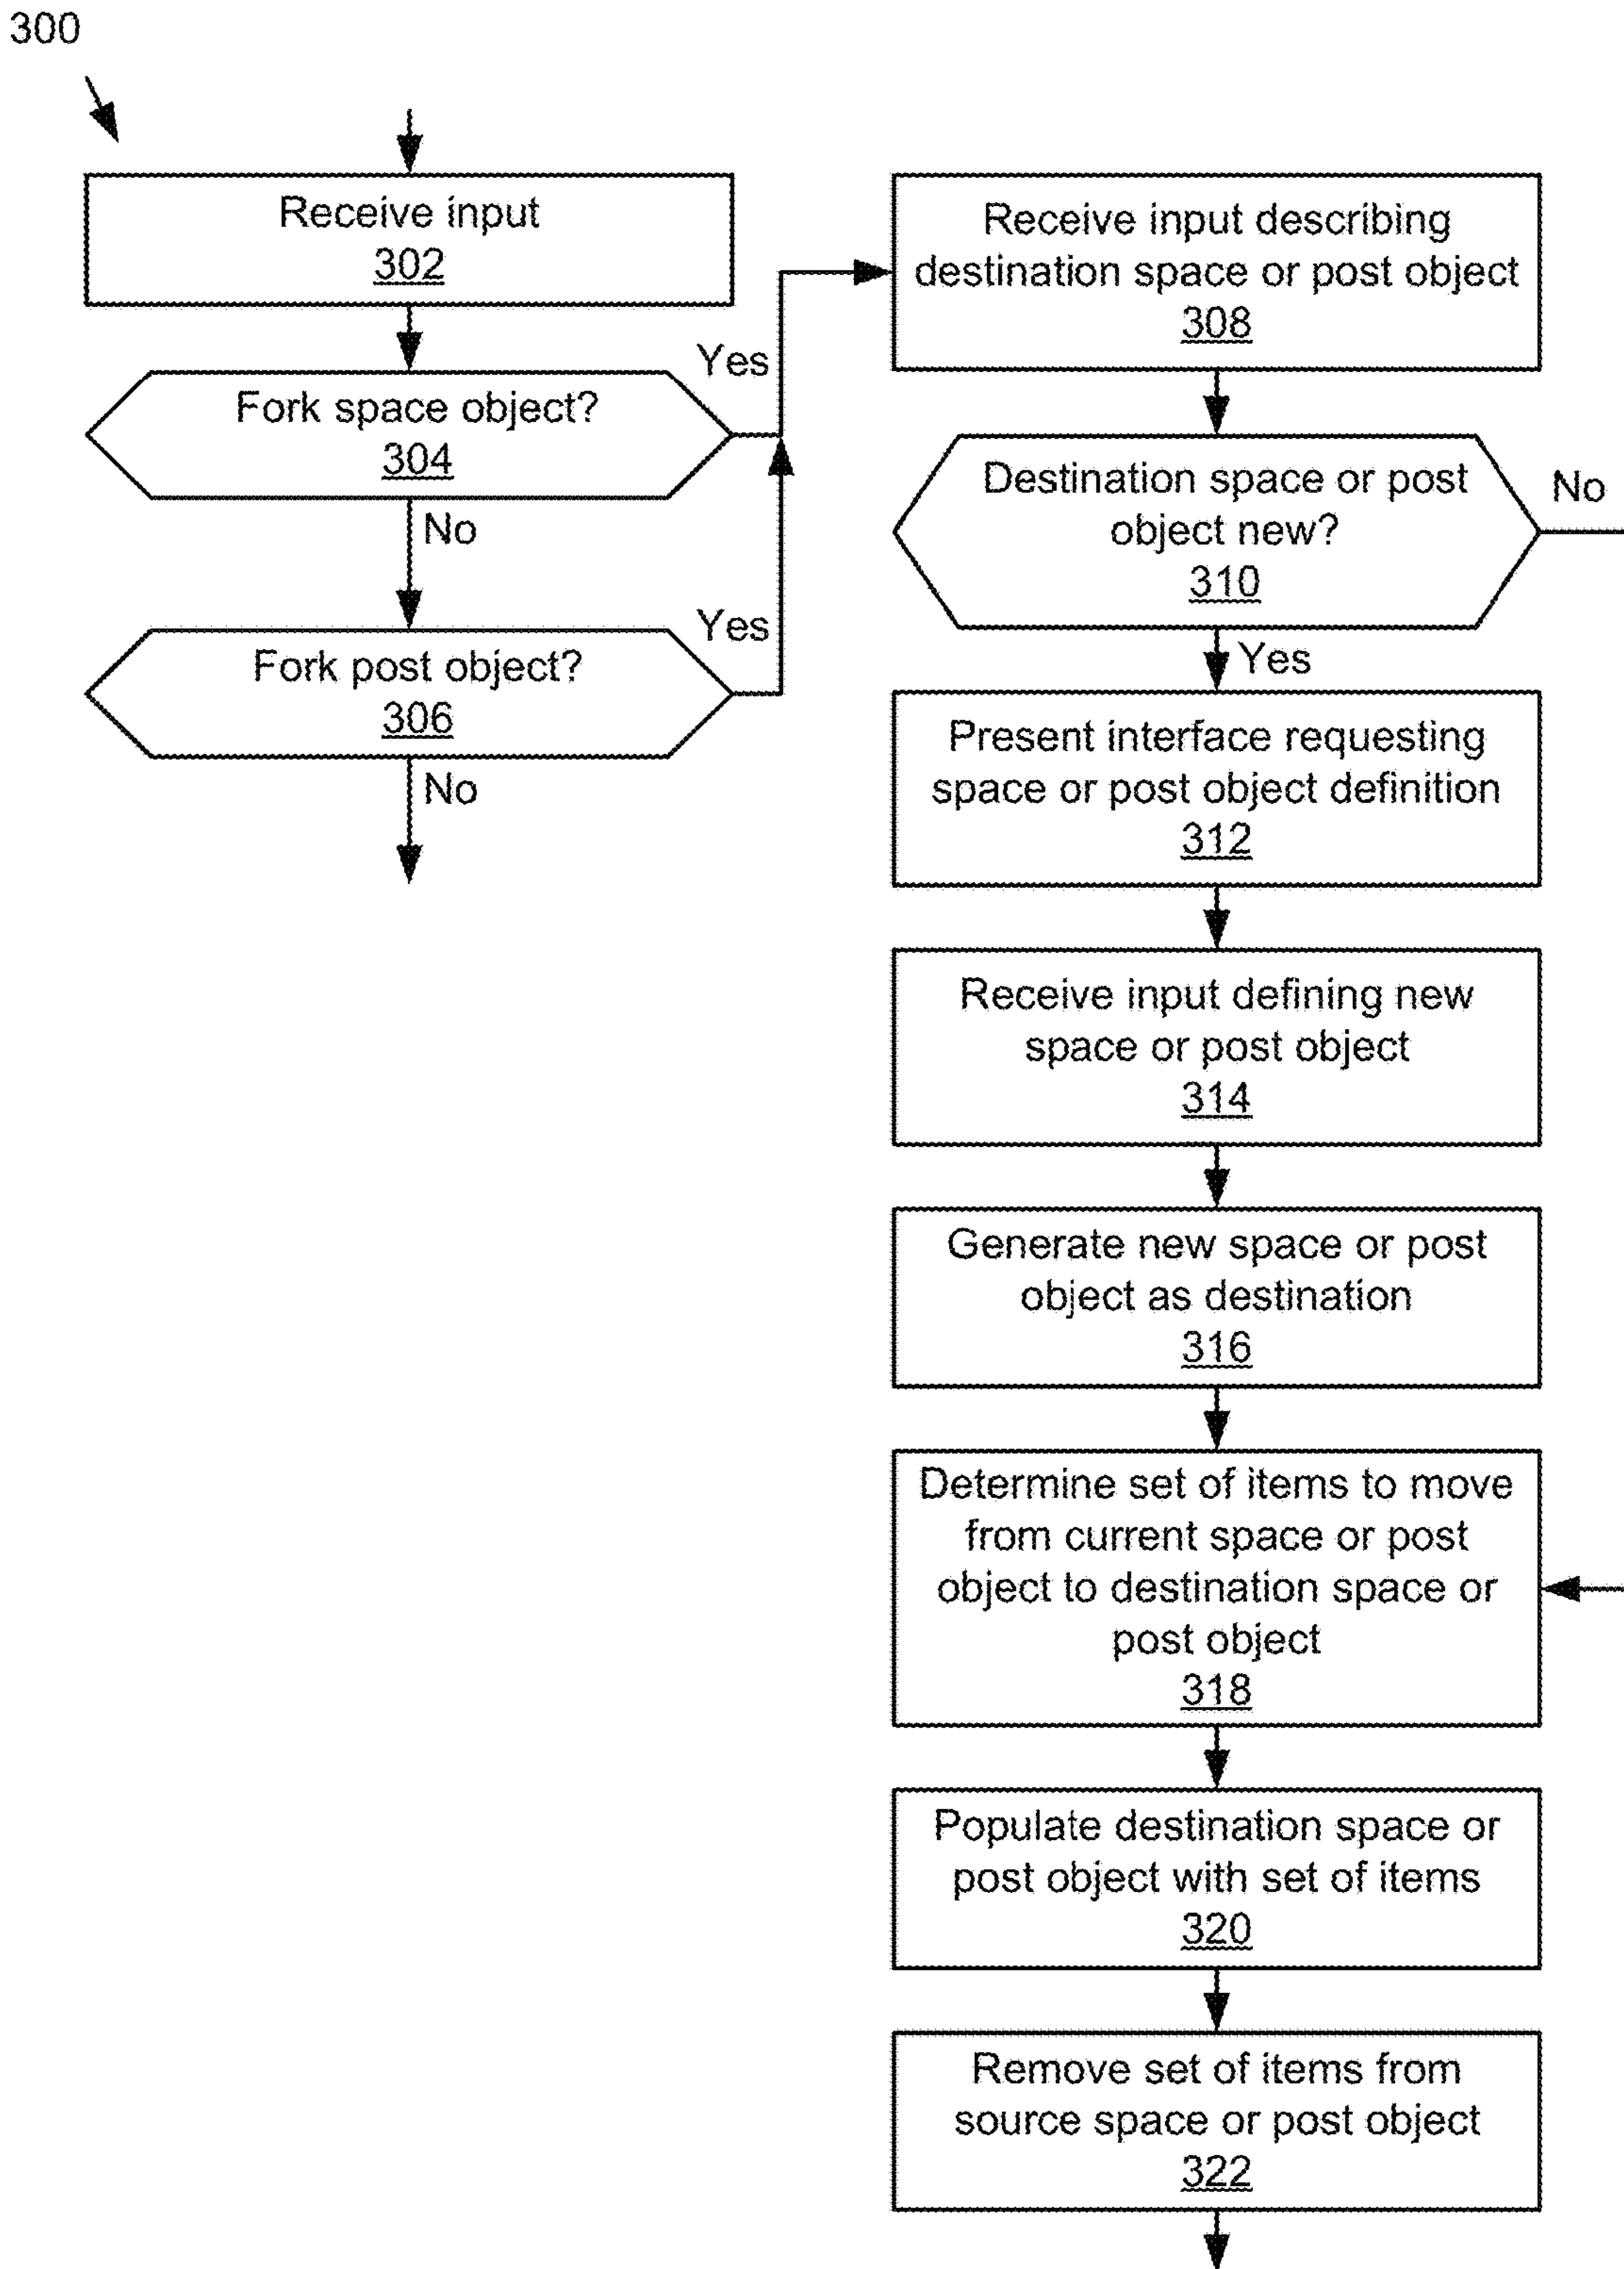 300
Receive input
302
Fork space object?
304
Yes
No
Fork post object?
306
Yes
No
Receive input describing
destination space or post object
308
Destination space or post
object new?
310
No
Yes
Present interface requesting
space or post object definition
312
Receive input defining new
space or post object
314
Generate new space or post
object as destination
316
Determine set of items to move
from current space or post
object to destination space or
post object
318
Populate destination space or
post object with set of items
320
Remove set of items from
source space or post object
322